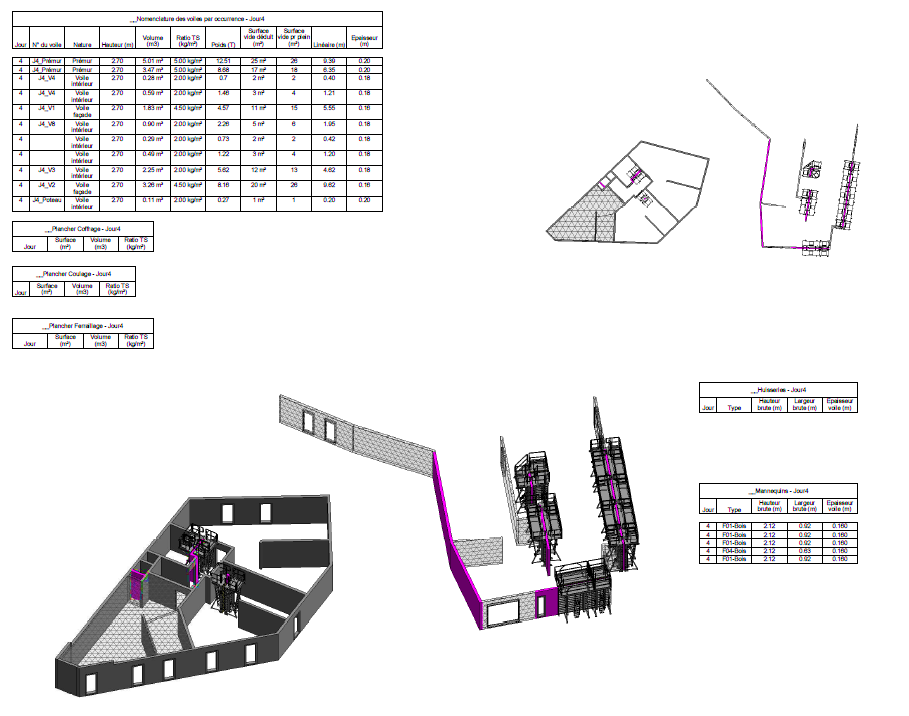 __Nomenclature des voiles par occurrence - Jour4
Jour N° du voile Nature Hauteur (m) Volume (m3) Ratio TS (kg/m²) Poids (T) Surface vide déduit (m²) Surface vide pr plein (m²) Linéaire (m) Epaisseur (m)
4 J4_Prémur Prémur 2.70 5.01 m³ 5.00 kg/m² 12.51 25 m² 26 9.39 0.20
4 J4_Prémur Prémur 2.70 3.47 m³ 5.00 kg/m² 8.68 17 m² 18 6.35 0.20
4 J4_V4 Voile intérieur 2.70 0.28 m³ 2.00 kg/m² 0.7 2 m² 2 0.40 0.18
4 J4_V4 Voile intérieur 2.70 0.59 m³ 2.00 kg/m² 1.46 3 m² 4 1.21 0.18
4 J4_V1 Voile façade 2.70 1.83 m³ 4.50 kg/m² 4.57 11 m² 15 5.55 0.16
4 J4_V8 Voile intérieur 2.70 0.90 m³ 2.00 kg/m² 2.26 5 m² 6 1.95 0.18
4 Voile intérieur 2.70 0.29 m³ 2.00 kg/m² 0.73 2 m² 2 0.42 0.18
4 Voile intérieur 2.70 0.49 m³ 2.00 kg/m² 1.22 3 m² 4 1.20 0.18
4 J4_V3 Voile intérieur 2.70 2.25 m³ 2.00 kg/m² 5.62 12 m² 13 4.62 0.18
4 J4_V2 Voile façade 2.70 3.26 m³ 4.50 kg/m² 8.16 20 m² 26 9.62 0.16
4 J4_Poteau Voile intérieur 2.70 0.11 m³ 2.00 kg/m² 0.27 1 m² 1 0.20 0.20
__Plancher Coffrage - Jour4
Jour Surface (m²) Volume (m3) Ratio TS (kg/m²)
__Plancher Coulage - Jour4
Jour Surface (m²) Volume (m3) Ratio TS (kg/m²)
__Plancher Ferraillage - Jour4
Jour Surface (m²) Volume (m3) Ratio TS (kg/m²)
__Huisseries - Jour4
Jour Type Hauteur brute (m) Largeur brute (m) Epaisseur voile (m)
__Mannequins - Jour4
Jour Type Hauteur brute (m) Largeur brute (m) Epaisseur voile (m)
4 F01-Bois 2.12 0.92 0.160
4 F01-Bois 2.12 0.92 0.160
4 F01-Bois 2.12 0.92 0.160
4 F04-Bois 2.12 0.63 0.160
4 F01-Bois 2.12 0.92 0.160